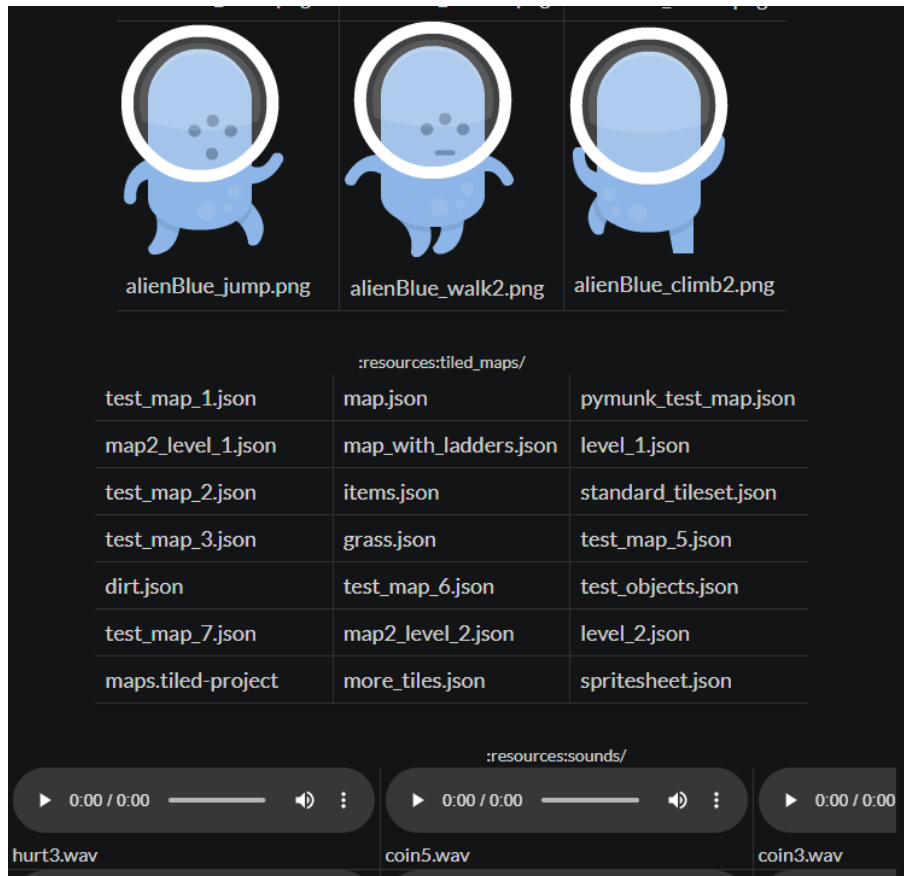 alienBlue_jump.png alienBlue_walk2.png alienBlue_climb2.png
:resources:tiled_maps/
test_map_1.json map.json pymunk_test_map.json
map2_level_1.json map_with_ladders.json level_1.json
test_map_2.json items.json standard_tileset.json
test_map_3.json grass.json test_map_5.json
dirt.json test_map_6.json test_objects.json
test_map_7.json map2_level_2.json level_2.json
maps.tiled-project more_tiles.json spritesheet.json
:resources:sounds/
0:00 / 0:00 0:00 / 0:00 0:00 / 0:00
hurt3.wav coin5.wav coin3.wav